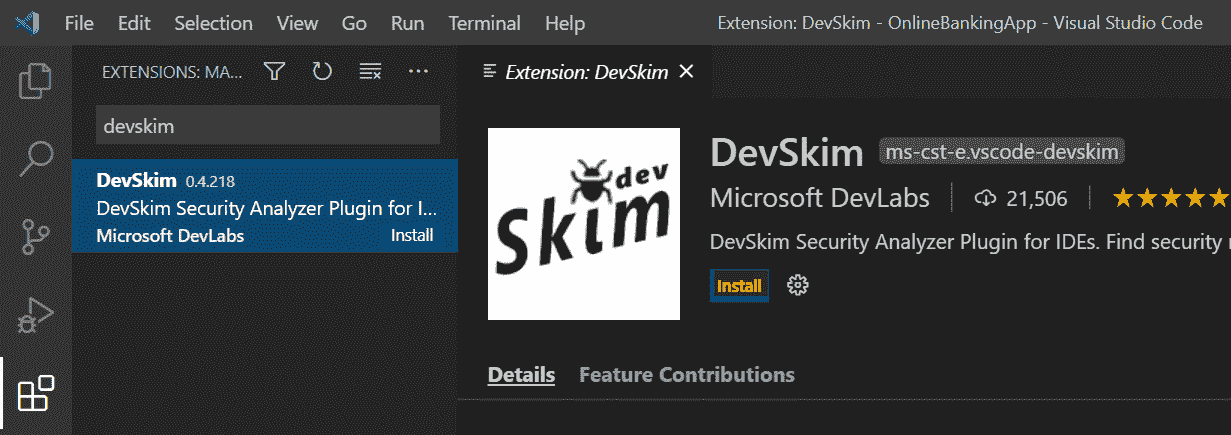 File Edit Selection View Go Run Terminal Help Extension: DevSkim - OnlineBankingApp - Visual Studio Code
EXTENSIONS: MA...
Extension: DevSkim
devskim
DevSkim 0.4.218
DevSkim Security Analyzer Plugin for I...
Microsoft DevLabs Install
dev
Skim
DevSkim ms-cst-e.vscode-devskim
Microsoft DevLabs 21,506
DevSkim Security Analyzer Plugin for IDEs. Find security
Install
Details Feature Contributions